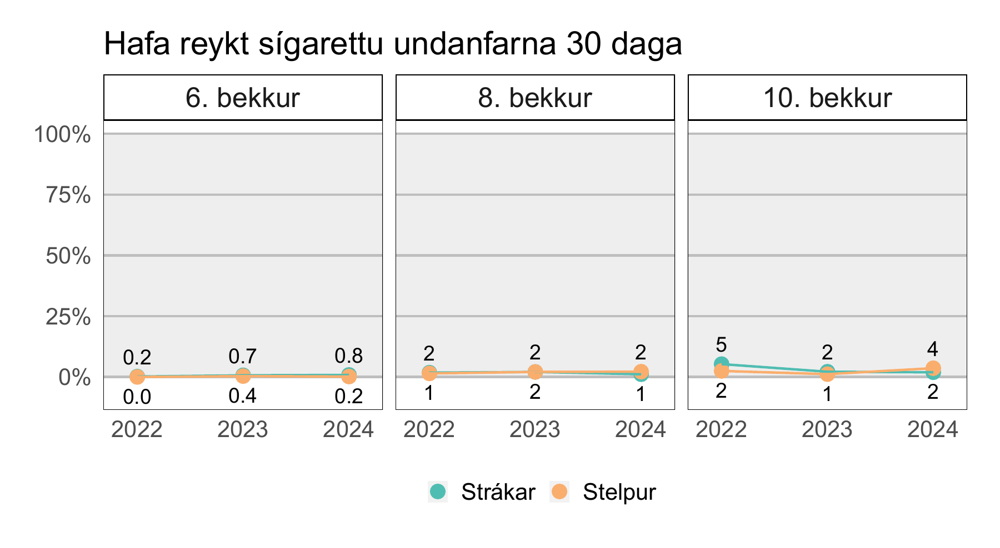 Hafa reykt sígarettu undanfarna 30 daga
6. bekkur 8. bekkur 10. bekkur
100%
75%
50%
25%
0%
0.2 0.7 0.8 2 2 2 5 2 4
0.0 0.4 0.2 1 2 1 2 1 2
2022 2023 2024 2022 2023 2024 2022 2023 2024
Strákar Stelpur